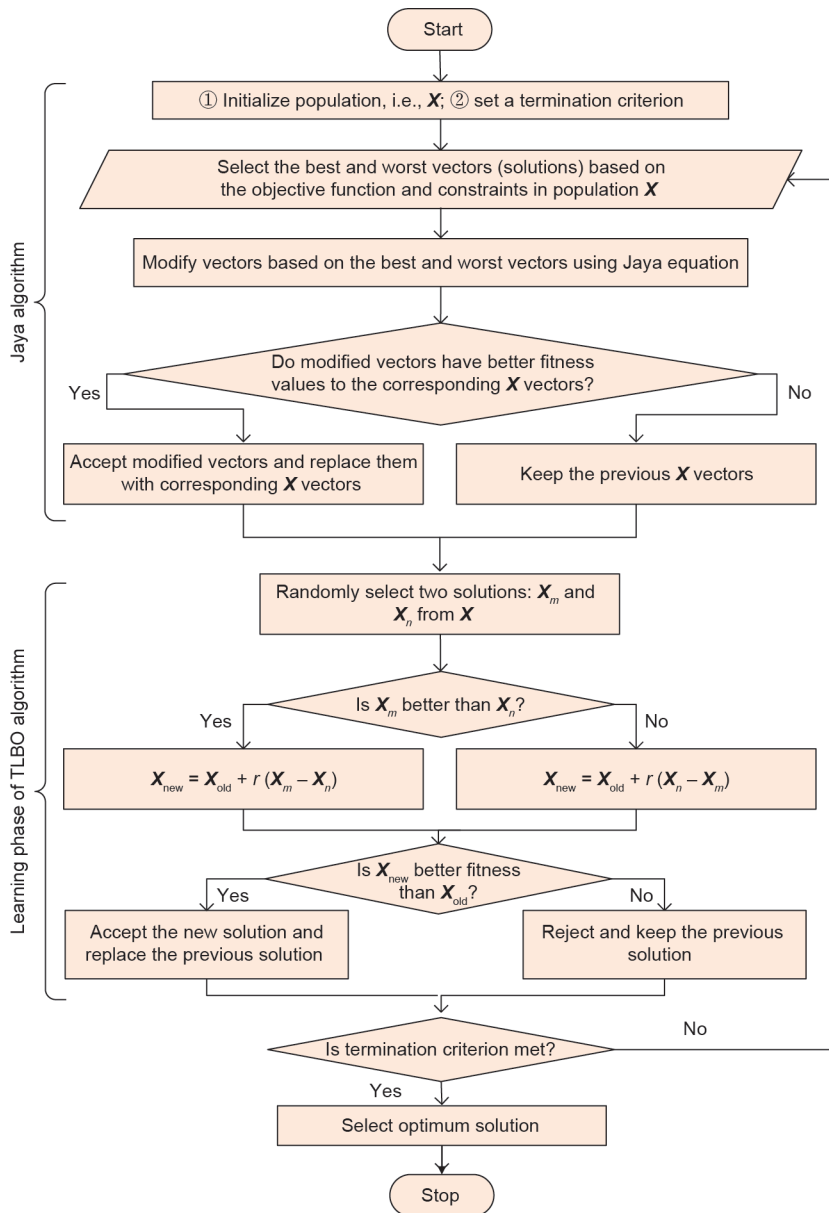 Start
① Initialize population, i.e., X; ② set a termination criterion
Select the best and worst vectors (solutions) based on
the objective function and constraints in population X
Modify vectors based on the best and worst vectors using Jaya equation
Do modified vectors have better fitness
values to the corresponding X vectors?
Yes
No
Accept modified vectors and replace them
with corresponding X vectors
Keep the previous X vectors
Jaya algorithm
Randomly select two solutions: Xm and
Xn from X
Is Xm better than Xn?
Yes
No
Xnew = Xold + r (Xm – Xn)
Xnew = Xold + r (Xn – Xm)
Is Xnew better fitness
than Xold?
Yes
No
Accept the new solution and
replace the previous solution
Reject and keep the previous
solution
Learning phase of TLBO algorithm
Is termination criterion met?
No
Yes
Select optimum solution
Stop